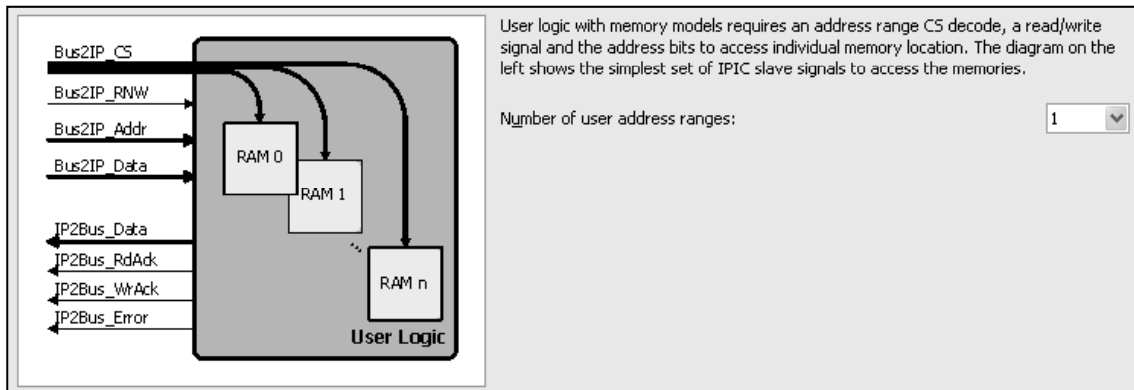 Bus2IP_CS
Bus2IP_RNW
Bus2IP_Addr
Bus2IP_Data
RAM 0
RAM 1
IP2Bus_Data
IP2Bus_RdAck
IP2Bus_WrAck
IP2Bus_Error
RAM n
User Logic
User logic with memory models requires an address range CS decode, a read/write
signal and the address bits to access individual memory location. The diagram on the
left shows the simplest set of IPIC slave signals to access the memories.
Number of user address ranges:
1